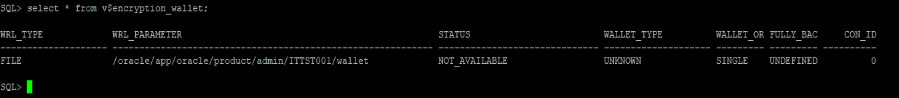 SQL> select * from v$encryption_wallet;
WRL_TYPE WRL_PARAMETER STATUS WALLET_TYPE WALLET_OR FULLY_BAC CON_ID
-------------------- -------------------------------------------------------------------------------- ------------------------------ -------------------- --------- --------- ----------
FILE /oracle/app/oracle/product/admin/ITTST001/wallet NOT_AVAILABLE UNKNOWN SINGLE UNDEFINED 0
SQL>